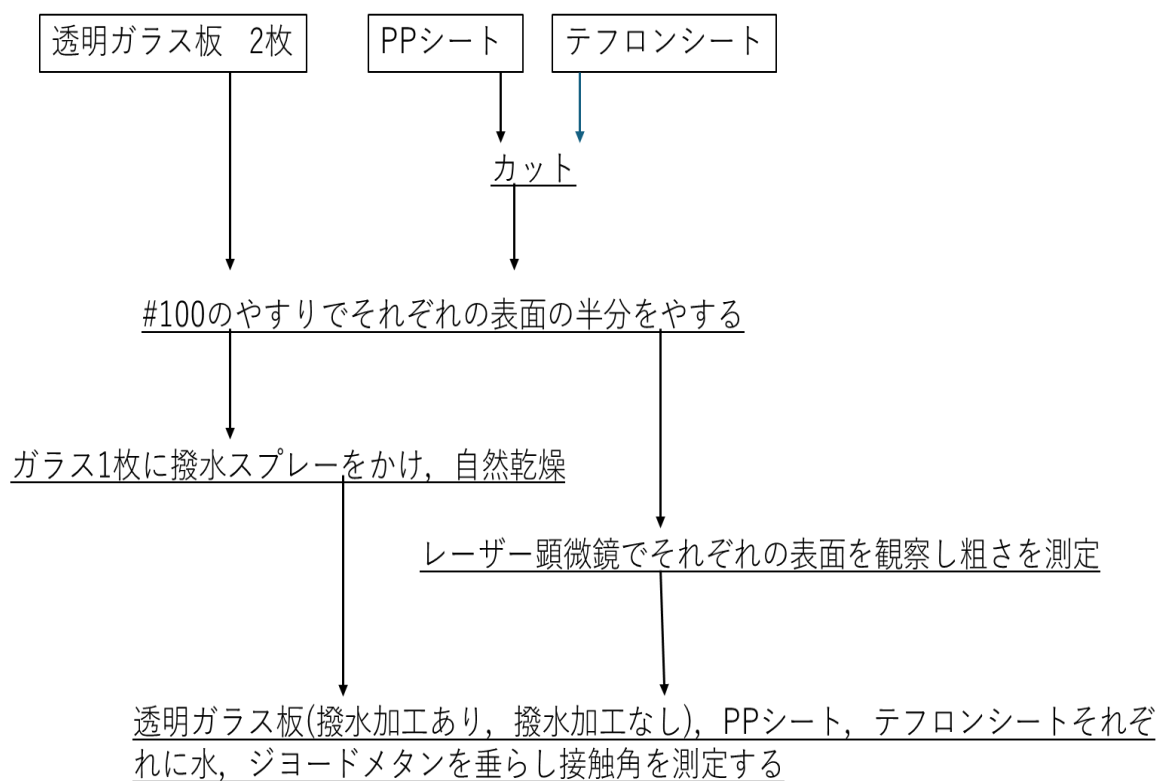 透明ガラス板　2枚
PPシート
テフロンシート
カット
#100のやすりでそれぞれの表面の半分をやする
ガラス1枚に撥水スプレーをかけ，自然乾燥
レーザー顕微鏡でそれぞれの表面を観察し粗さを測定
透明ガラス板(撥水加工あり，撥水加工なし)，PPシート，テフロンシートそれぞ
れに水，ジヨードメタンを垂らし接触角を測定する